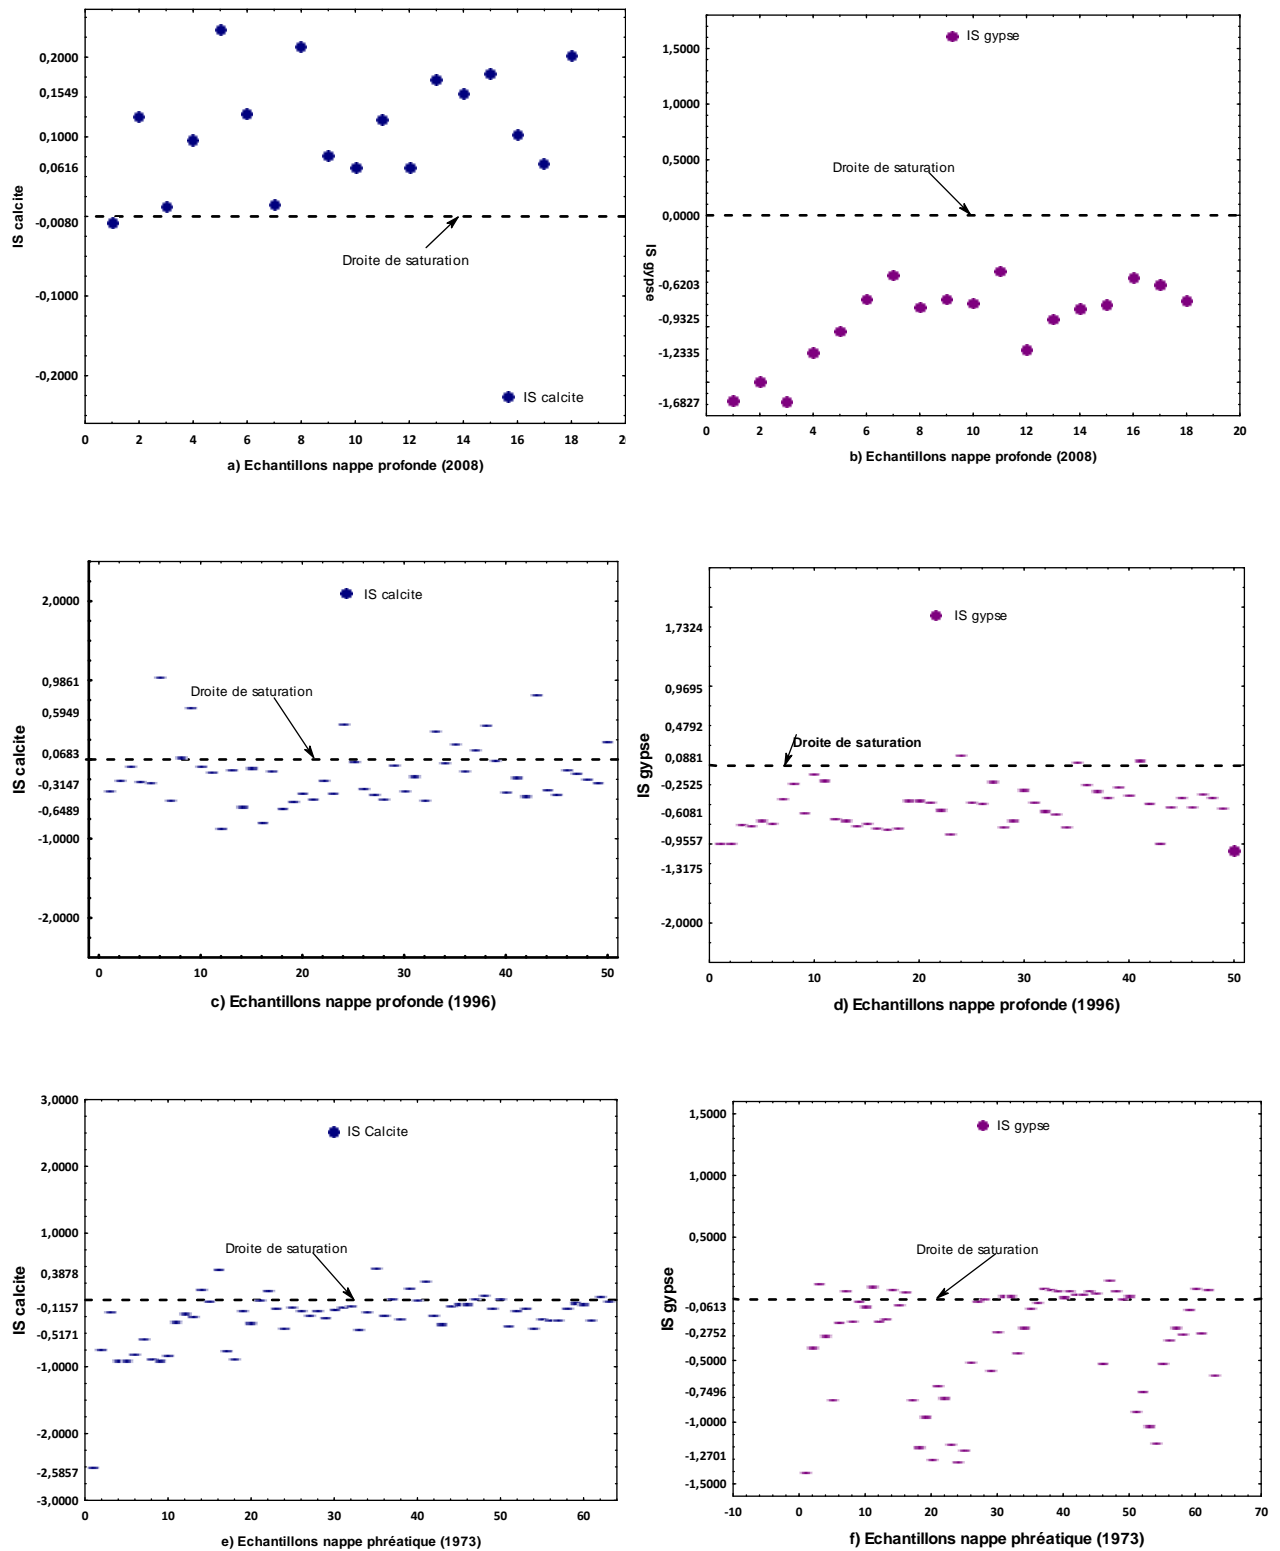 0,2000
0,1549
0,1000
0,0616
-0,0080
-0,1000
-0,2000
IS calcite
Droite de saturation
IS calcite
0 2 4 6 8 10 12 14 16 18 20
a) Echantillons nappe profonde (2008)
1,5000
1,0000
0,5000
0,0000
-0,6203
-0,9325
-1,2335
-1,6827
IS gypse
IS gypse
Droite de saturation
0 2 4 6 8 10 12 14 16 18 20
b) Echantillons nappe profonde (2008)
2,0000
0,9861
0,5949
0,0683
-0,3147
-0,6489
-1,0000
-2,0000
IS calcite
IS calcite
Droite de saturation
0 10 20 30 40 50
c) Echantillons nappe profonde (1996)
1,7324
0,9695
0,4792
0,0881
-0,2525
-0,6081
-0,9557
-1,3175
-2,0000
IS gypse
IS gypse
Droite de saturation
0 10 20 30 40 50
d) Echantillons nappe profonde (1996)
3,0000
2,0000
1,0000
0,3878
-0,1157
-0,5171
-1,0000
-2,0000
-2,5857
-3,0000
IS calcite
IS Calcite
Droite de saturation
0 10 20 30 40 50 60
e) Echantillons nappe phréatique (1973)
1,5000
1,0000
0,5000
-0,0613
-0,2752
-0,5000
-0,7496
-1,0000
-1,2701
-1,5000
IS gypse
IS gypse
Droite de saturation
-10 0 10 20 30 40 50 60 70
f) Echantillons nappe phréatique (1973)